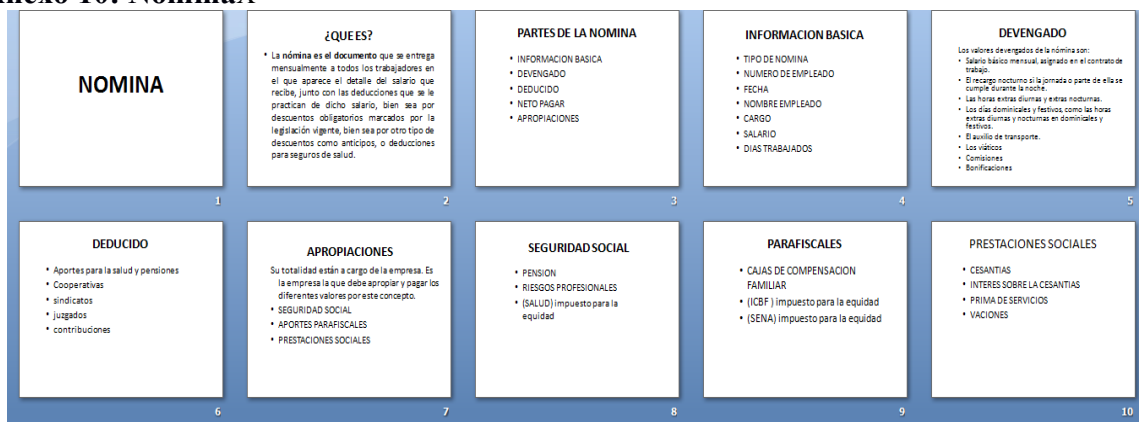 nexo 10: Nomina
NOMINA
1
¿QUE ES?
• La nómina es el documento que se entrega
mensualmente a todos los trabajadores en
el que aparece el detalle del salario que
recibe, junto con las deducciones que se le
practican de dicho salario, bien sea por
descuentos obligatorios marcados por la
legislación vigente, bien sea por otro tipo de
descuentos como anticipos, o deducciones
para seguros de salud.
2
PARTES DE LA NOMINA
• INFORMACION BASICA
• DEVENGADO
• DEDUCIDO
• NETO PAGAR
• APROPIACIONES
3
INFORMACION BASICA
• TIPO DE NOMINA
• NUMERO DE EMPLEADO
• FECHA
• NOMBRE EMPLEADO
• CARGO
• SALARIO
• DIAS TRABAJADOS
4
DEVENGADO
Los valores devengados de la nómina son:
• Salario básico mensual, asignado en el contrato de
trabajo.
• El recargo nocturno si la jornada o parte de ella se
cumple durante la noche.
• Las horas extras diurnas y extras nocturnas.
• Los días dominicales y festivos, como las horas
extras diurnas y nocturnas en dominicales y
festivos.
• El auxilio de transporte.
• Los viáticos
• Comisiones
• Bonificaciones
5
DEDUCIDO
• Aportes para la salud y pensiones
• Cooperativas
• sindicatos
• juzgados
• contribuciones
6
APROPIACIONES
Su totalidad están a cargo de la empresa. Es
la empresa la que debe apropiar y pagar los
diferentes valores por este concepto.
• SEGURIDAD SOCIAL
• APORTES PARAFISCALES
• PRESTACIONES SOCIALES
7
SEGURIDAD SOCIAL
• PENSION
• RIESGOS PROFESIONALES
• (SALUD) impuesto para la
equidad
8
PARAFISCALES
• CAJAS DE COMPENSACION
FAMILIAR
• (ICBF ) impuesto para la equidad
• (SENA) impuesto para la equidad
9
PRESTACIONES SOCIALES
• CESANTIAS
• INTERES SOBRE LA CESANTIAS
• PRIMA DE SERVICIOS
• VACIONES
10